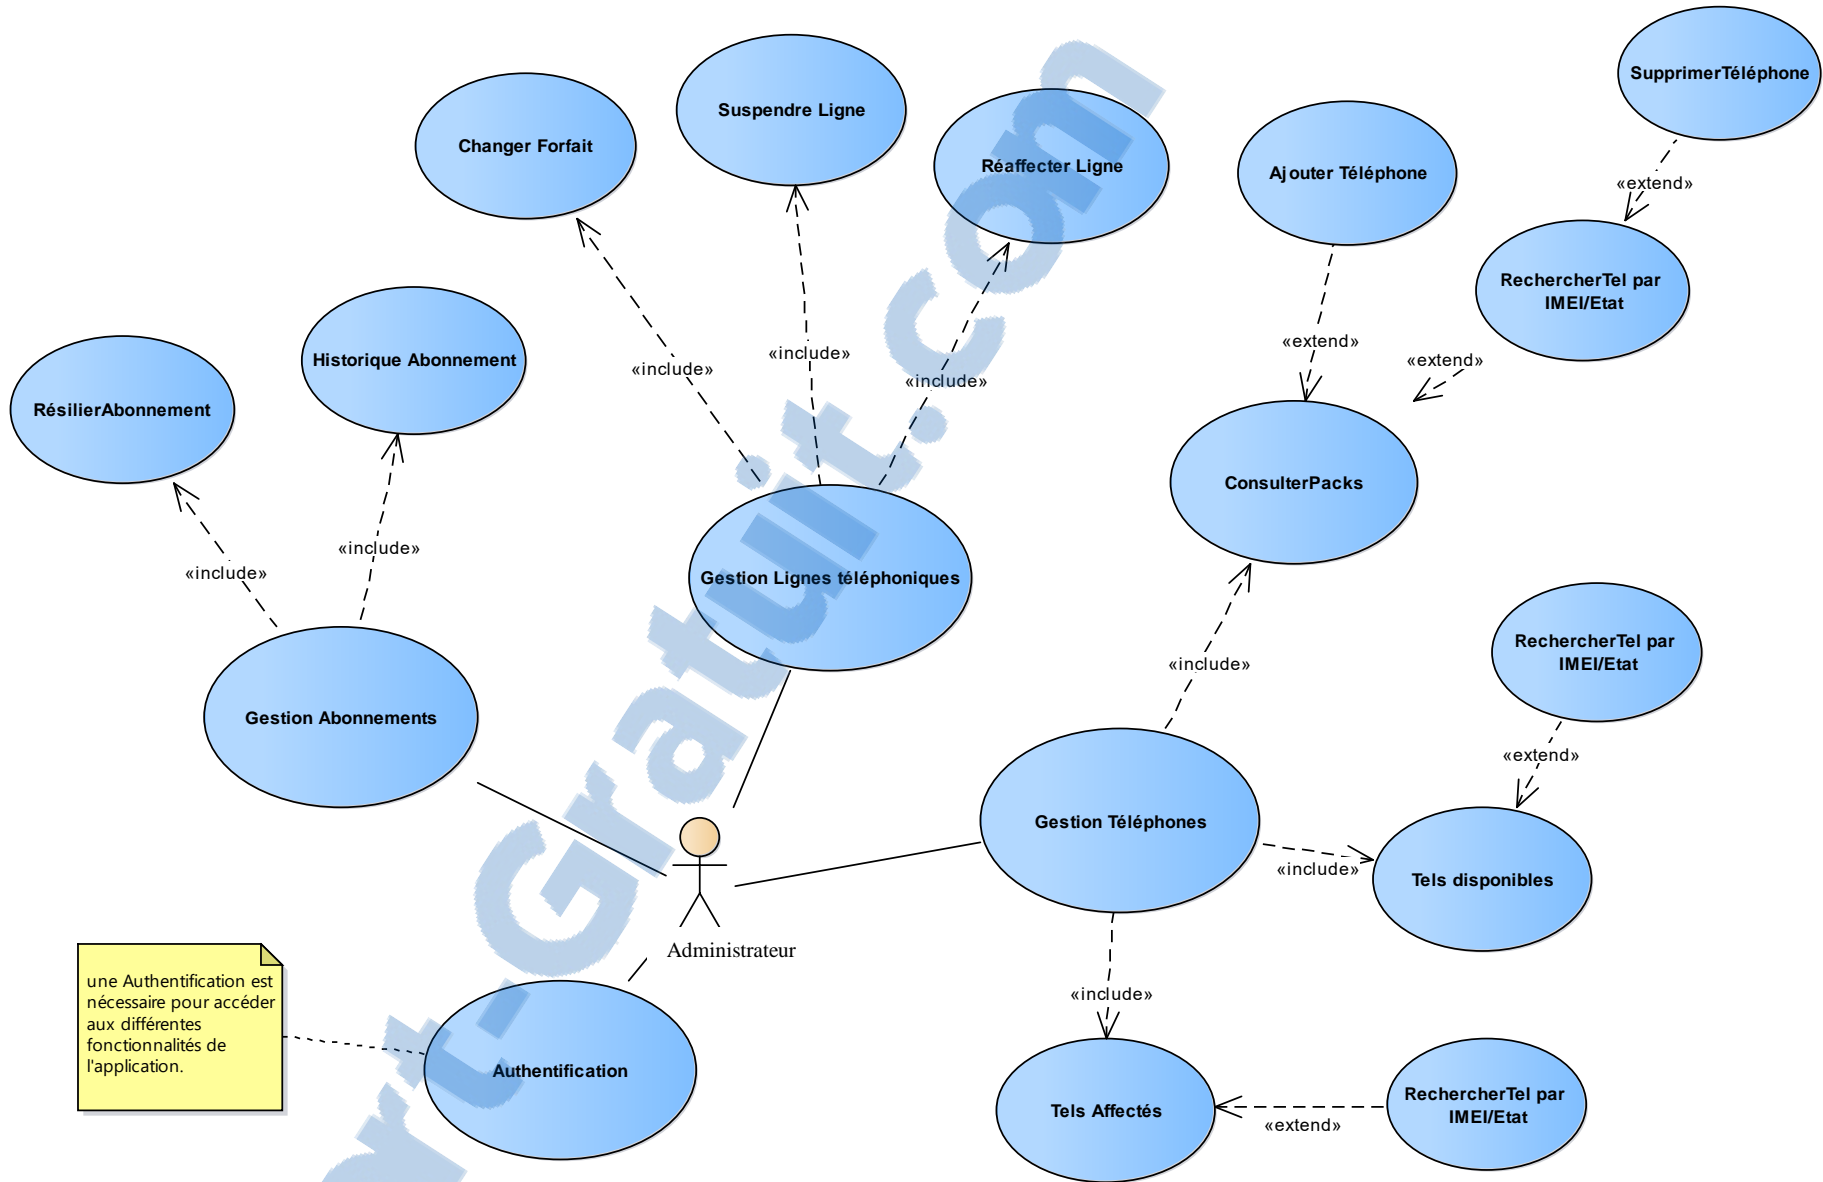 SupprimerTéléphone
Suspendre Ligne
Changer Forfait
Réaffecter Ligne
Ajouter Téléphone
«extend»
RechercherTel par
IMEI/Etat
«extend»
«extend»
«include»
«include»
«include»
Historique Abonnement
RésilierAbonnement
ConsulterPacks
«include»
«include»
Gestion Lignes téléphoniques
RechercherTel par
IMEI/Etat
«include»
Gestion Abonnements
«extend»
Gestion Téléphones
«include»
Tels disponibles
Administrateur
une Authentification est
nécessaire pour accéder
aux différentes
fonctionnalités de
l'application.
«include»
Authentification
Tels Affectés
RechercherTel par
IMEI/Etat
«extend»
rt-Gratuit.com